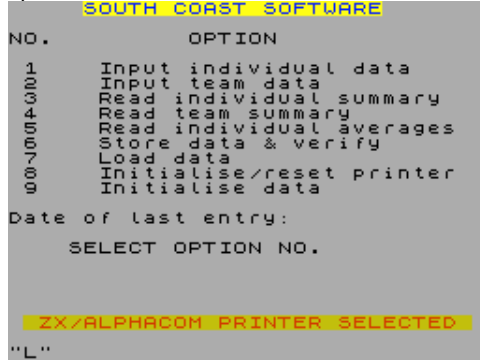 SOUTH COAST SOFTWARE
NO. OPTION
1 Input individual data
2 Input team data
3 Read individual summary
4 Read team summary
5 Read individual averages
6 Store data & verify
7 Load data
8 Initialise/reset printer
9 Initialise data
Date of last entry:
SELECT OPTION NO.
ZX/ALPHACOM PRINTER SELECTED
"L"